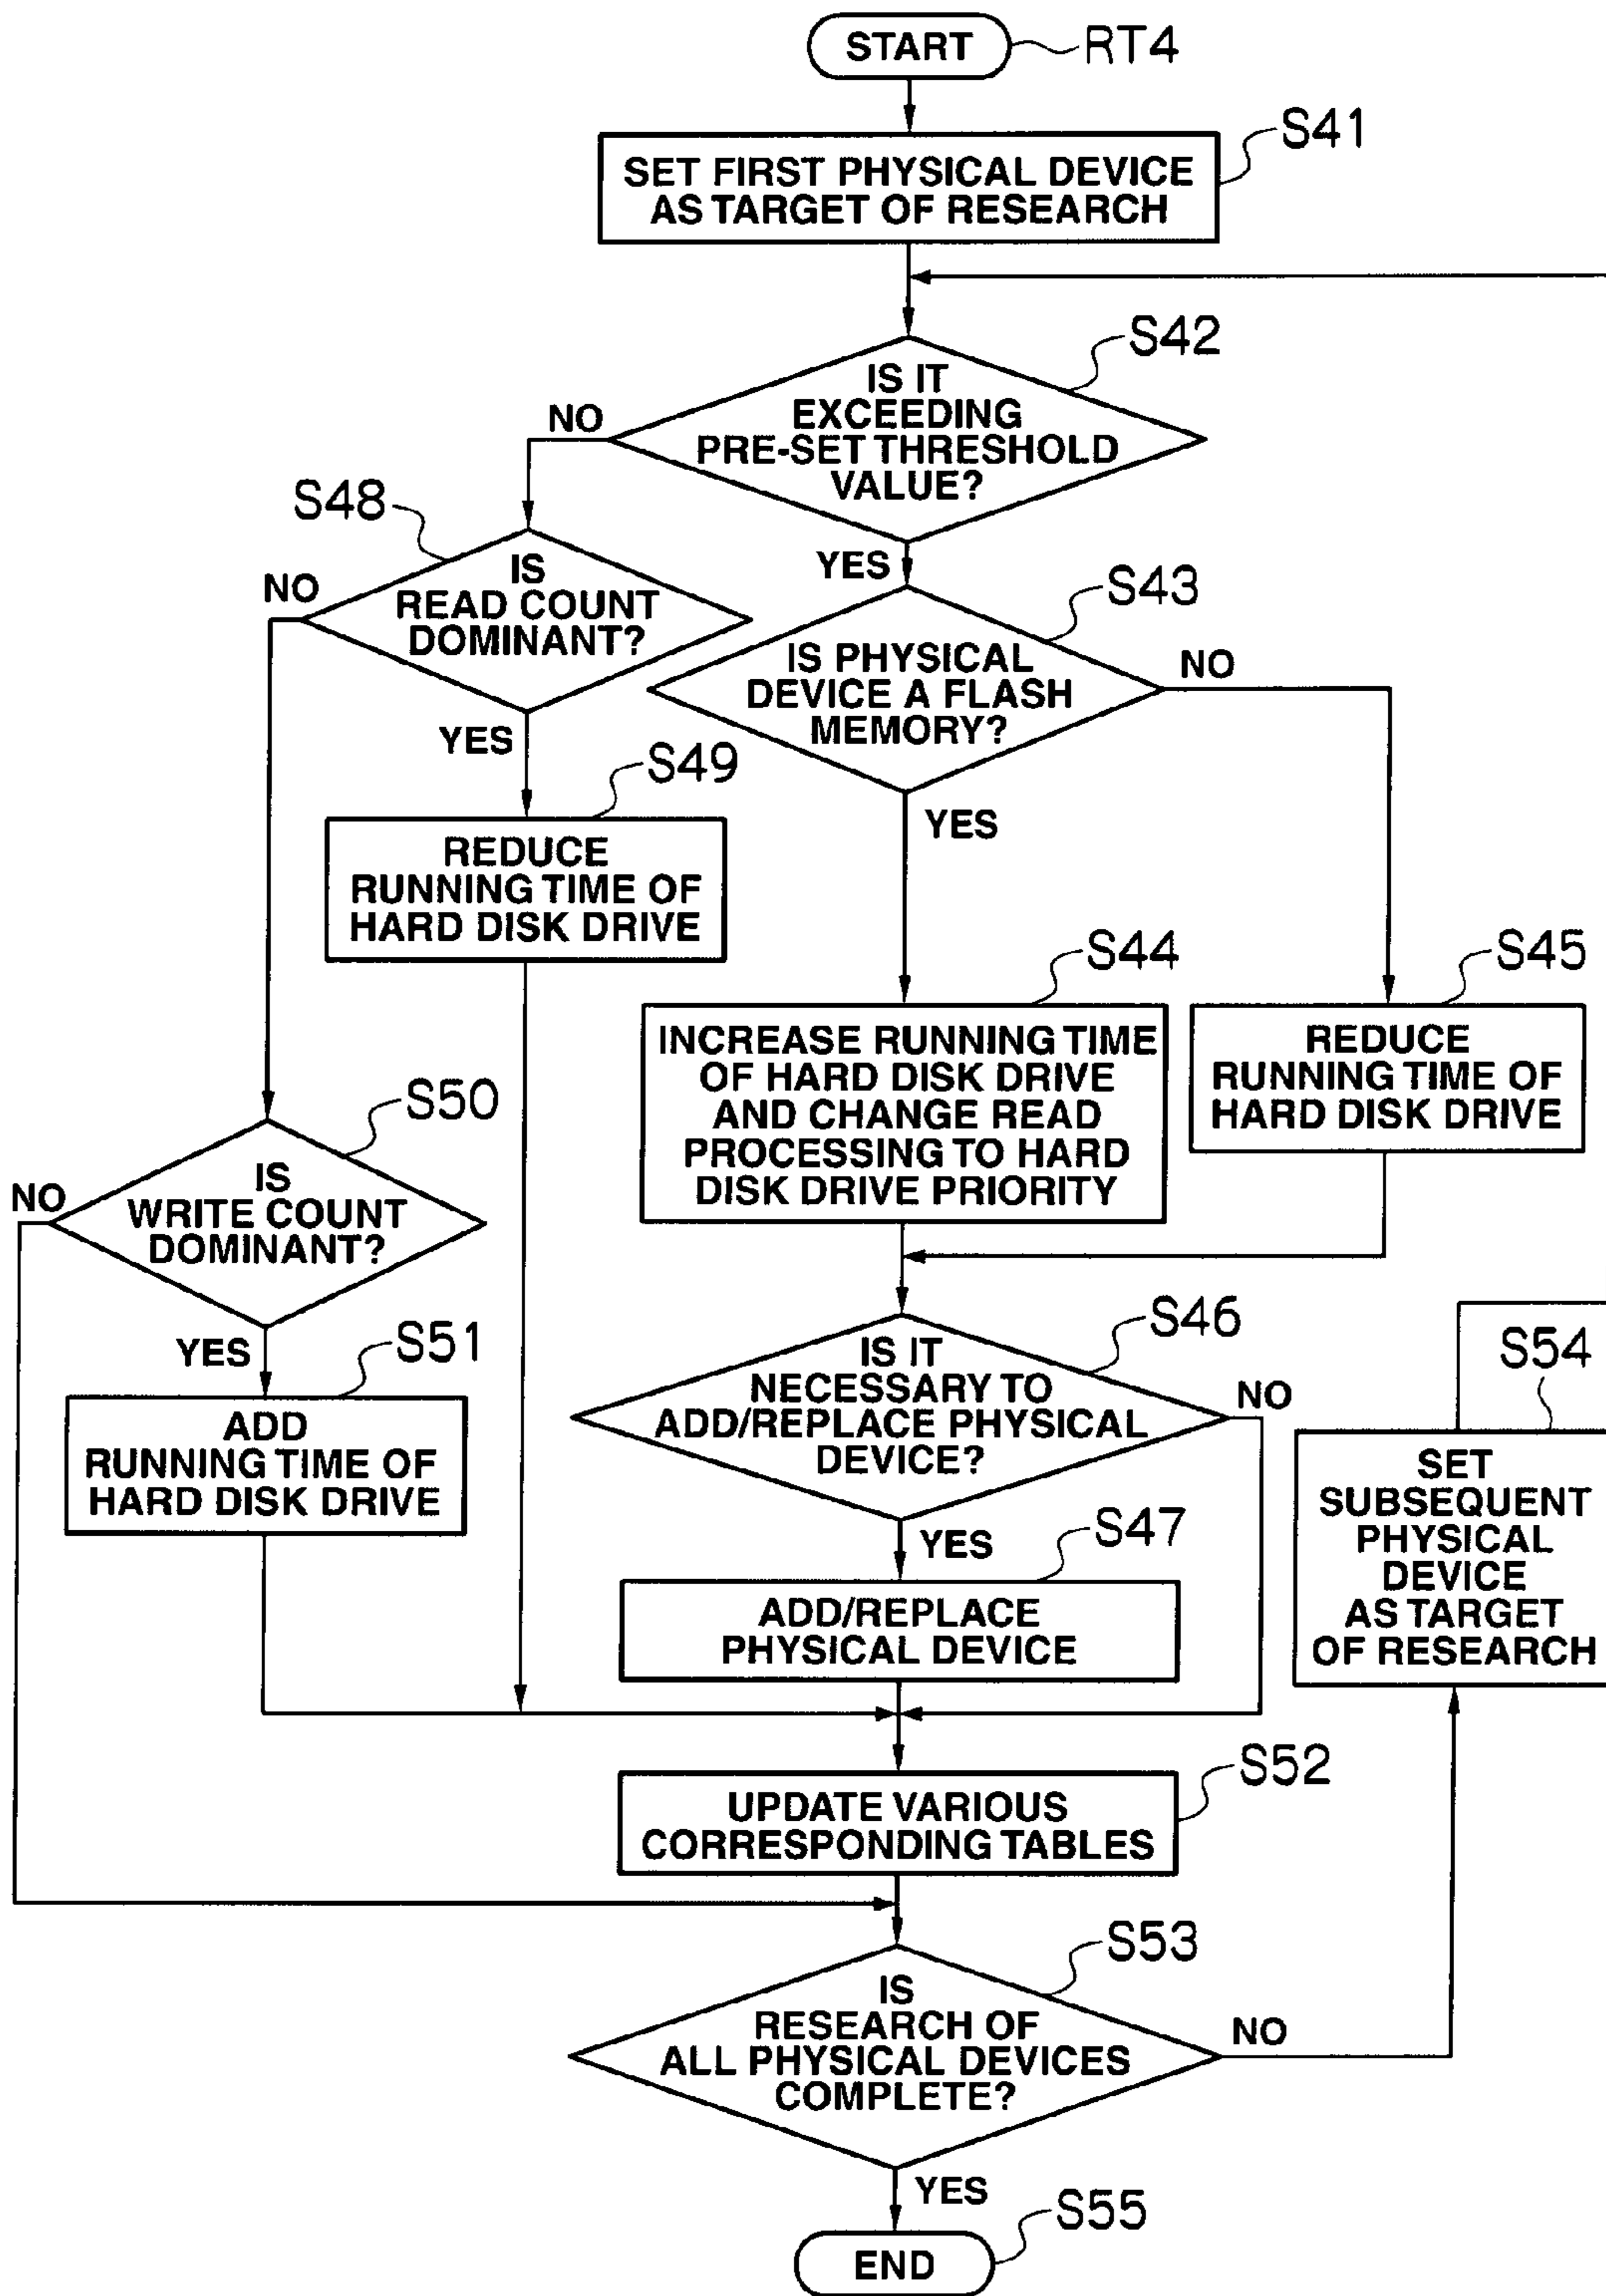 START
RT4
S41
SET FIRST PHYSICAL DEVICE
AS TARGET OF RESEARCH
S42
IS IT
EXCEEDING
PRE-SET THRESHOLD
VALUE?
NO
YES
S48
IS
READ COUNT
DOMINANT?
NO
YES
S43
IS PHYSICAL
DEVICE A FLASH
MEMORY?
NO
YES
S49
REDUCE
RUNNING TIME OF
HARD DISK DRIVE
S44
INCREASE RUNNING TIME
OF HARD DISK DRIVE
AND CHANGE READ
PROCESSING TO HARD
DISK DRIVE PRIORITY
S45
REDUCE
RUNNING TIME OF
HARD DISK DRIVE
S50
IS
WRITE COUNT
DOMINANT?
NO
YES
S51
ADD
RUNNING TIME OF
HARD DISK DRIVE
S46
IS IT
NECESSARY TO
ADD/REPLACE PHYSICAL
DEVICE?
NO
YES
S47
ADD/REPLACE
PHYSICAL DEVICE
S54
SET
SUBSEQUENT
PHYSICAL
DEVICE
AS TARGET
OF RESEARCH
S52
UPDATE VARIOUS
CORRESPONDING TABLES
S53
IS
RESEARCH OF
ALL PHYSICAL DEVICES
COMPLETE?
NO
YES
S55
END